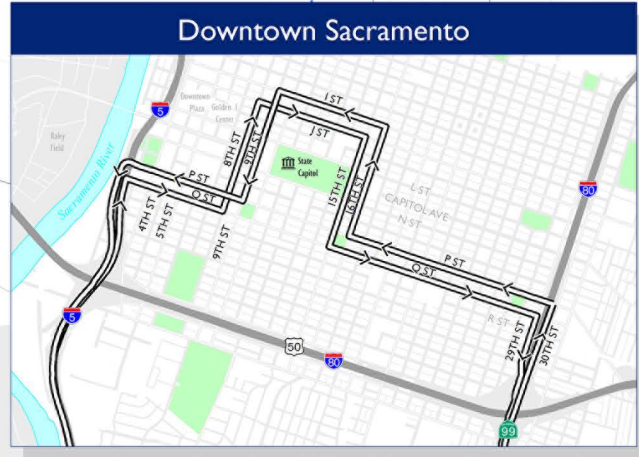 Downtown Sacramento
5
Downtown
Plaza
Golden 1
Center
I ST
J ST
8TH ST
9TH ST
Raley
Field
State
Capitol
P ST
Q ST
Sacramento River
15TH ST
16TH ST
L ST
CAPITOL AVE
N ST
80
4TH ST
5TH ST
9TH ST
P ST
Q ST
R ST
5
50
80
29TH ST
30TH ST
99